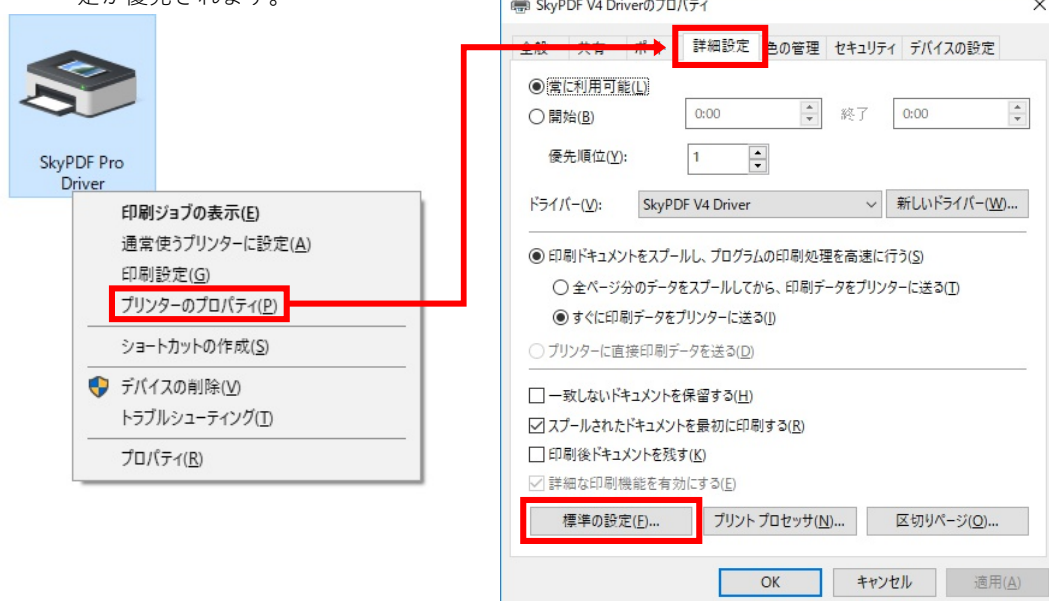 定が優先されます。
SkyPDF Pro
Driver
印刷ジョブの表示(E)
通常使うプリンターに設定(A)
印刷設定(G)
プリンターのプロパティ(P)
ショートカットの作成(S)
デバイスの削除(V)
トラブルシューティング(T)
プロパティ(R)
SkyPDF V4 Driverのプロパティ
全般 共有 詳細設定 色の管理 セキュリティ デバイスの設定
常に利用可能(L)
開始(B) 0:00 終了 0:00
優先順位(Y): 1
ドライバー(V): SkyPDF V4 Driver 新しいドライバー(W)...
印刷ドキュメントをスプールし、プログラムの印刷処理を高速に行う(S)
全ページ分のデータをスプールしてから、印刷データをプリンターに送る(T)
すぐに印刷データをプリンターに送る(I)
プリンターに直接印刷データを送る(D)
一致しないドキュメントを保留する(H)
スプールされたドキュメントを最初に印刷する(R)
印刷後ドキュメントを残す(K)
詳細な印刷機能を有効にする(E)
標準の設定(F)... プリント プロセッサ(N)... 区切りページ(O)...
OK キャンセル 適用(A)